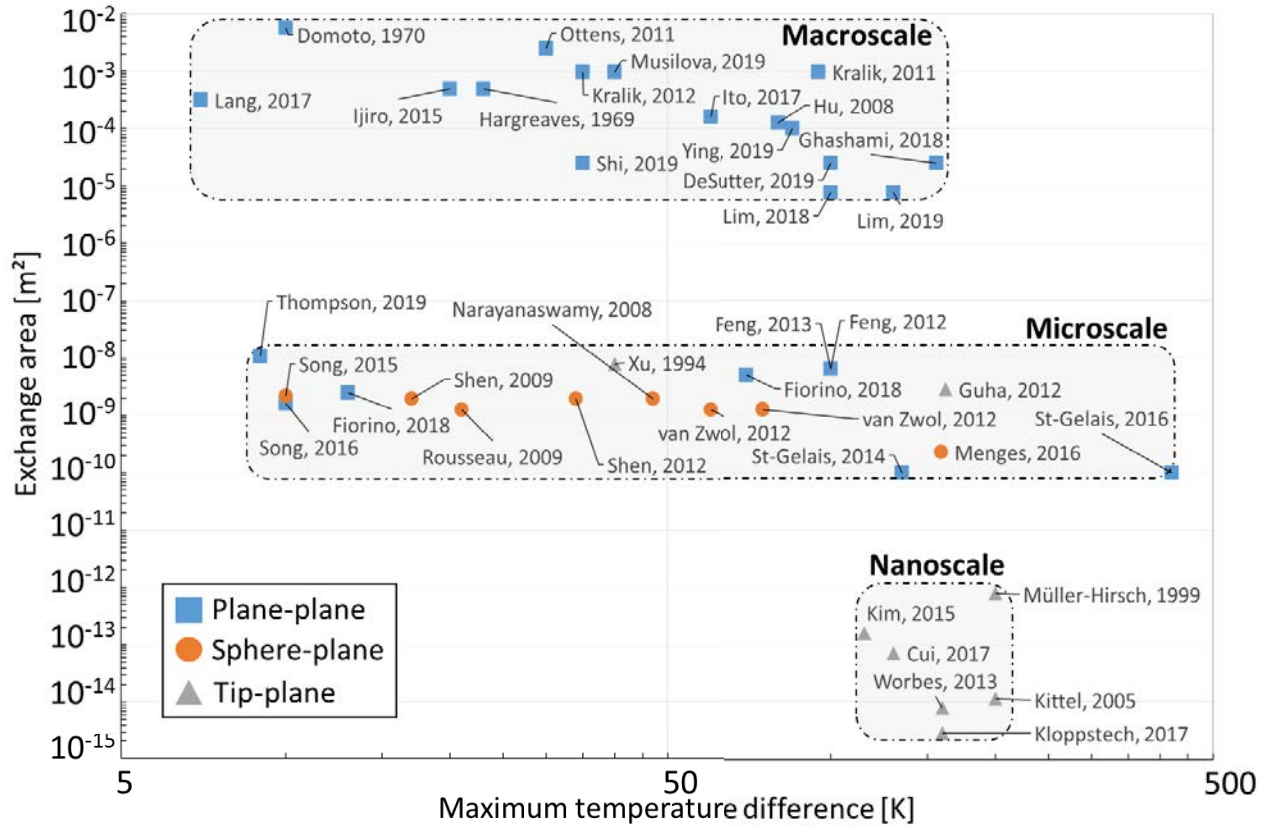 10-2
Macroscale
Domoto, 1970
Ottens, 2011
10-3
Musilova, 2019
Kralik, 2011
Lang, 2017
Kralik, 2012
Ito, 2017
Hu, 2008
Ijiro, 2015
Hargreaves, 1969
10-4
Ying, 2019
Ghashami, 2018
Shi, 2019
DeSutter, 2019
10-5
Lim, 2018
Lim, 2019
10-6
10-7
Thompson, 2019
Narayanaswamy, 2008
Feng, 2013
Feng, 2012
Microscale
10-8
Song, 2015
Xu, 1994
Shen, 2009
Fiorino, 2018
Guha, 2012
10-9
Fiorino, 2018
van Zwol, 2012
van Zwol, 2012
St-Gelais, 2016
Song, 2016
Rousseau, 2009
Shen, 2012
St-Gelais, 2014
Menges, 2016
10-10
10-11
10-12
Nanoscale
Müller-Hirsch, 1999
Kim, 2015
10-13
Cui, 2017
Worbes, 2013
10-14
Kittel, 2005
Kloppstech, 2017
10-15
Plane-plane
Sphere-plane
Tip-plane
Exchange area [m²]
5
50
500
Maximum temperature difference [K]